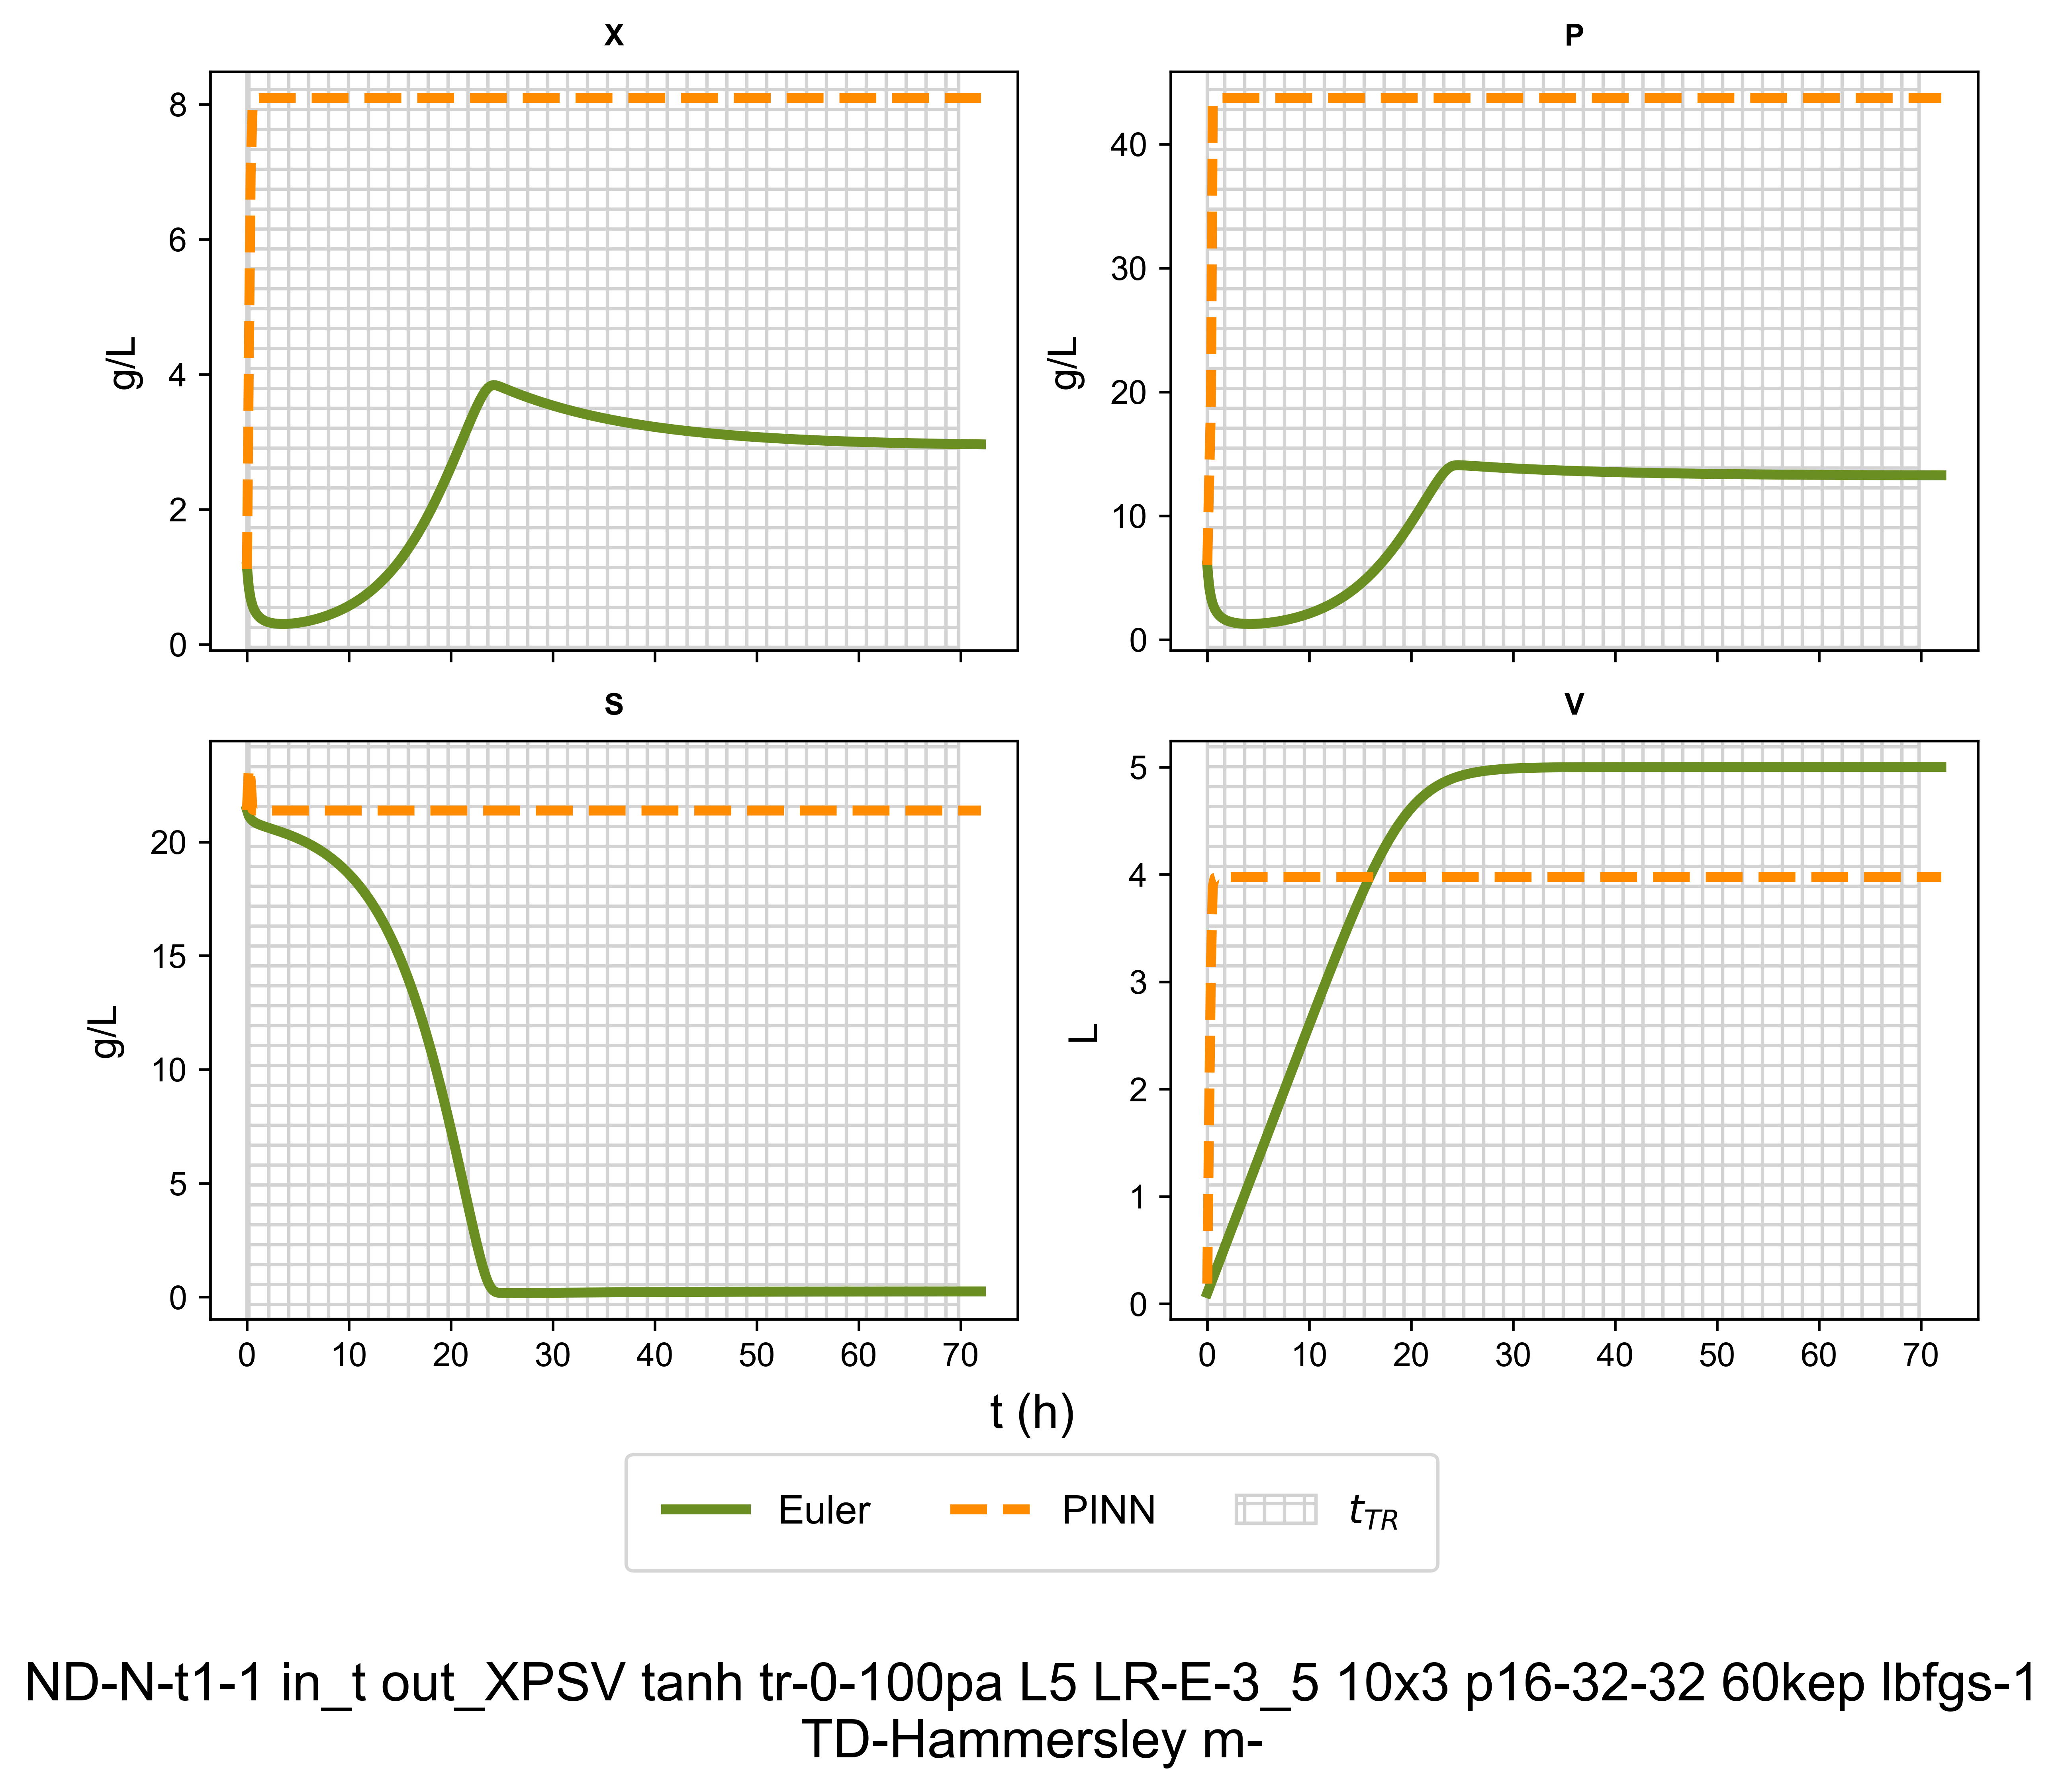 X
P
8
6
4
2
0
g/L
40
30
20
10
0
g/L
S
V
20
15
10
5
0
g/L
0 10 20 30 40 50 60 70
5
4
3
2
1
0
L
0 10 20 30 40 50 60 70
t (h)
Euler PINN t_TR
ND-N-t1-1 in_t out_XPSV tanh tr-0-100pa L5 LR-E-3_5 10x3 p16-32-32 60kep lbfgs-1
TD-Hammersley m-